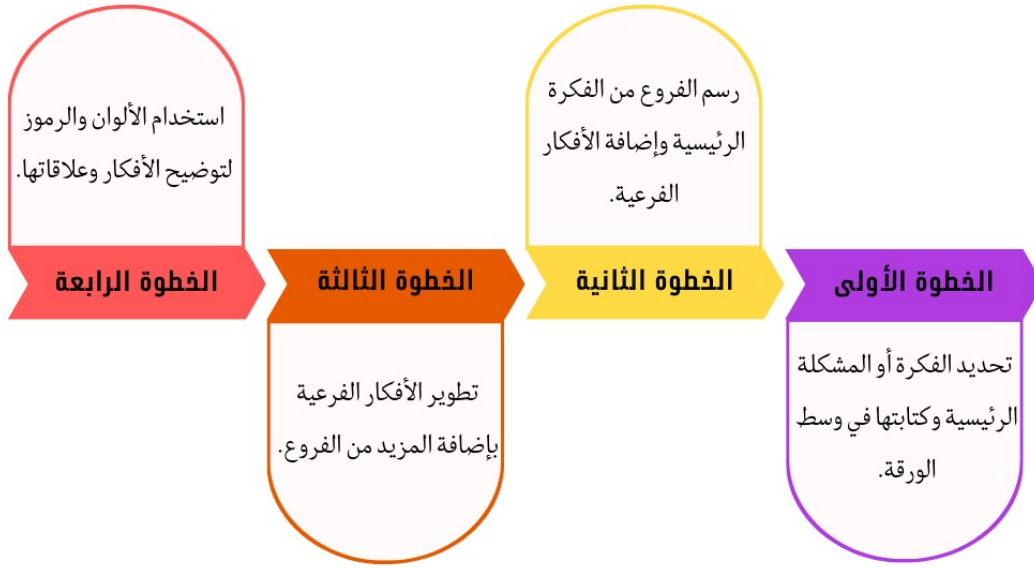 الخطوة الأولى
تحديد الفكرة أو المشكلة
الرئيسية وكتابتها في وسط
الورقة.
الخطوة الثانية
رسم الفروع من الفكرة
الرئيسية وإضافة الأفكار
الفرعية.
الخطوة الثالثة
تطوير الأفكار الفرعية
بإضافة المزيد من الفروع.
الخطوة الرابعة
استخدام الألوان والرموز
لتوضيح الأفكار وعلاقاتها.